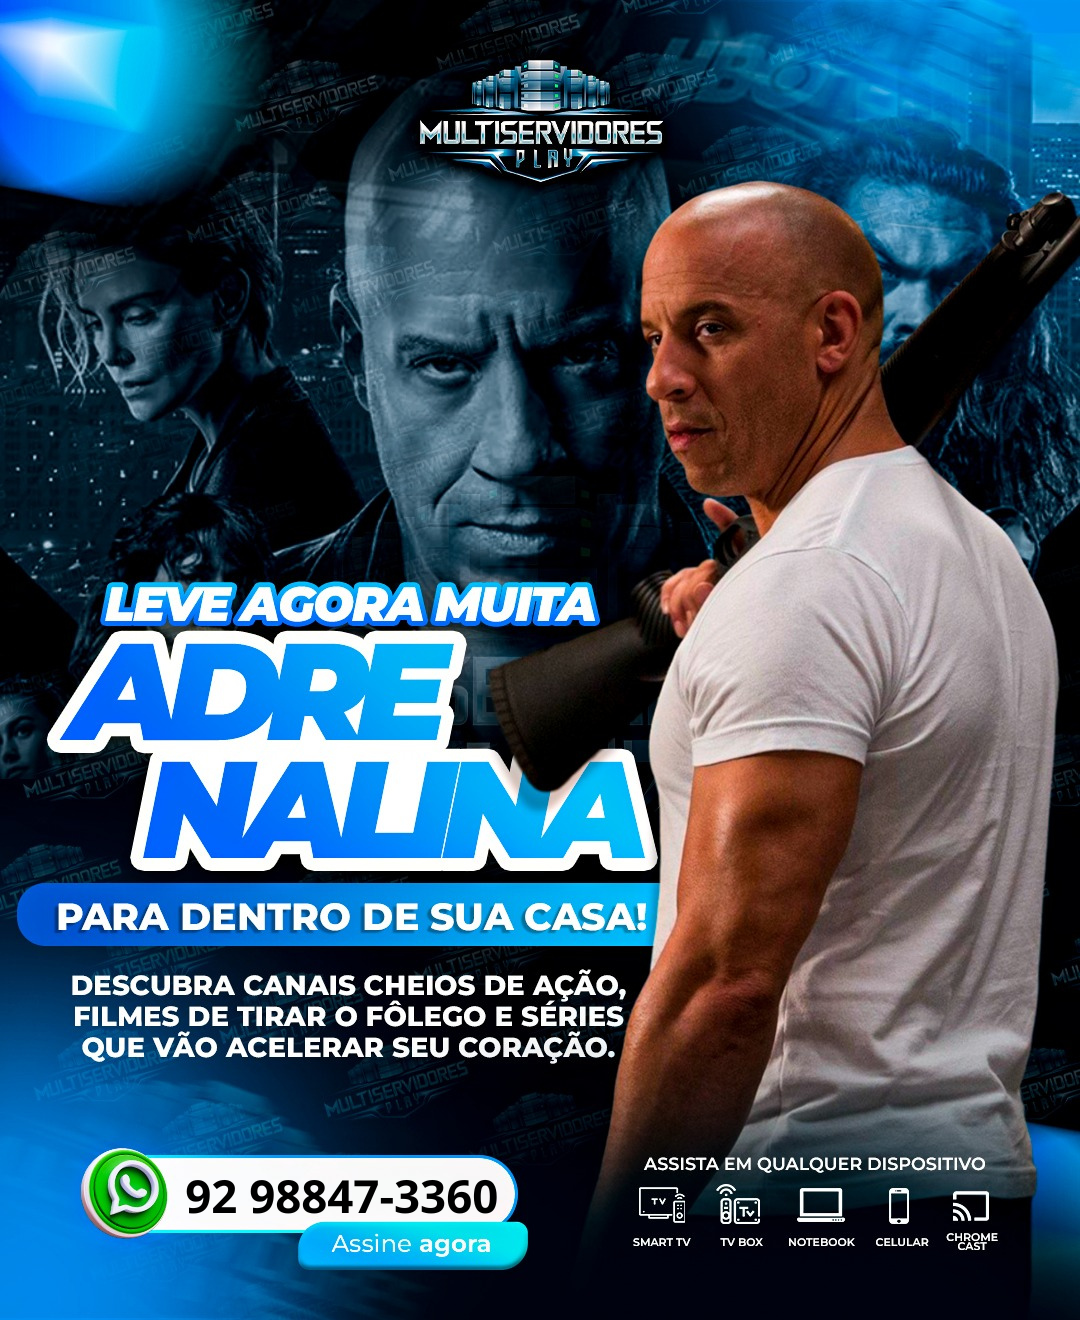 MULTISERVIDORES
PLAY
LEVE AGORA MUITA
ADRE
NALINA
PARA DENTRO DE SUA CASA!
DESCUBRA CANAIS CHEIOS DE AÇÃO,
FILMES DE TIRAR O FÔLEGO E SÉRIES
QUE VÃO ACELERAR SEU CORAÇÃO.
92 98847-3360
Assine agora
ASSISTA EM QUALQUER DISPOSITIVO
TV
Tv
SMART TV
TV BOX
NOTEBOOK
CELULAR
CHROME
CAST